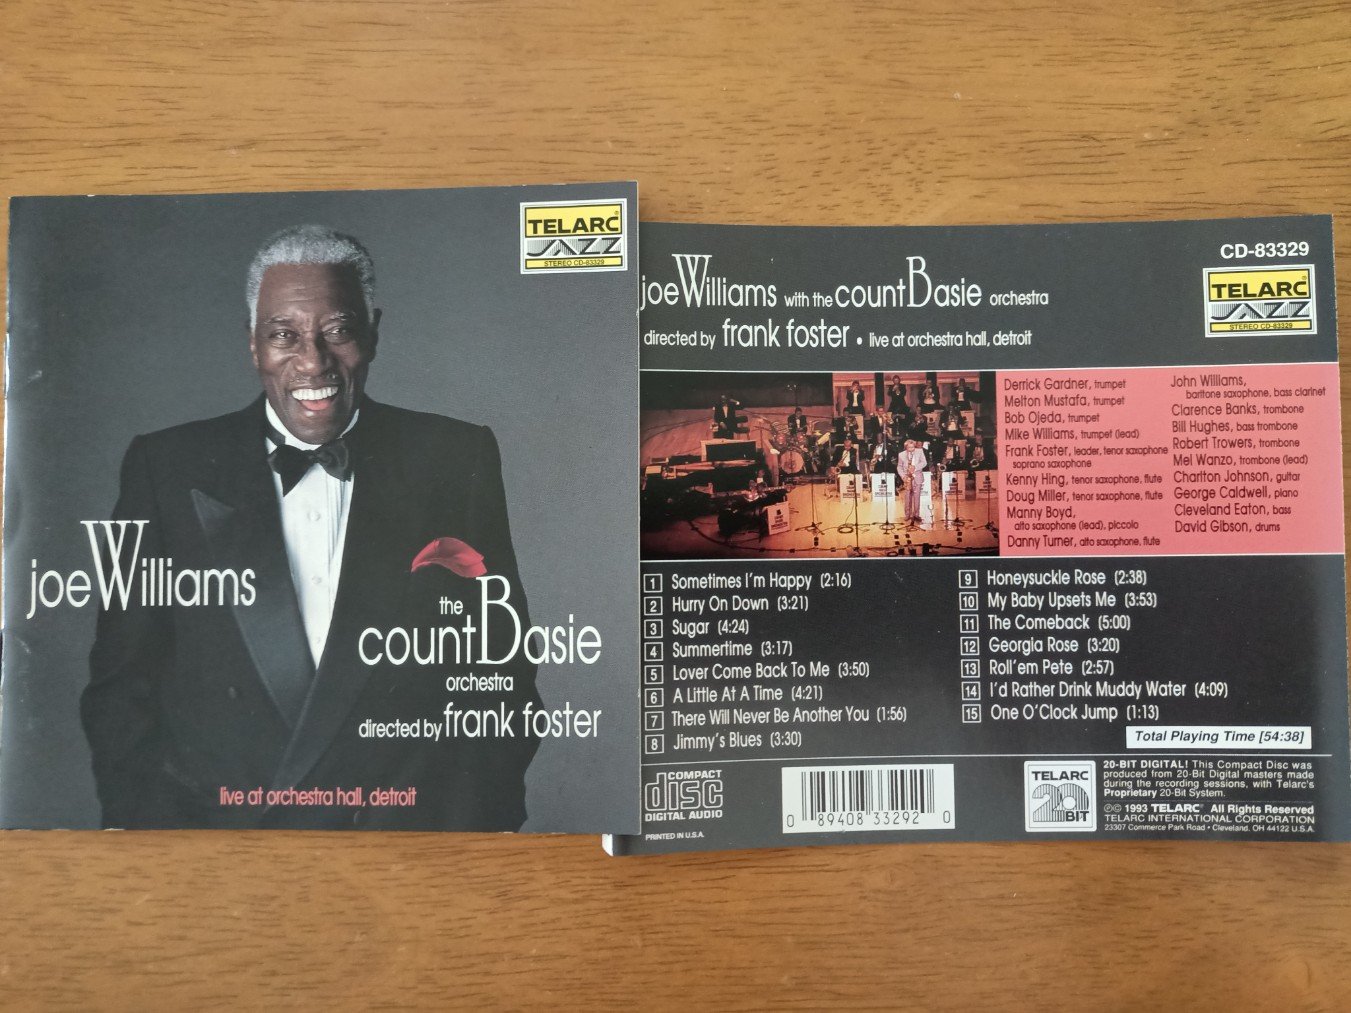 TELARC
JAZZ
STEREO CD-83329
joeWilliams
the
countBasie
orchestra
directed by frank foster
live at orchestra hall, detroit
CD-83329
TELARC
JAZZ
STEREO CD-83329
joeWilliams with the countBasie orchestra
directed by frank foster • live at orchestra hall, detroit
Derrick Gardner, trumpet
Melton Mustafa, trumpet
Bob Ojeda, trumpet
Mike Williams, trumpet (lead)
Frank Foster, leader, tenor saxophone
soprano saxophone
Kenny Hing, tenor saxophone, flute
Doug Miller, tenor saxophone, flute
Manny Boyd,
alto saxophone (lead), piccolo
Danny Turner, alto saxophone, flute
John Williams,
baritone saxophone, bass clarinet
Clarence Banks, trombone
Bill Hughes, bass trombone
Robert Trowers, trombone
Mel Wanzo, trombone (lead)
Charlton Johnson, guitar
George Caldwell, piano
Cleveland Eaton, bass
David Gibson, drums
1 Sometimes I'm Happy (2:16)
2 Hurry On Down (3:21)
3 Sugar (4:24)
4 Summertime (3:17)
5 Lover Come Back To Me (3:50)
6 A Little At A Time (4:21)
7 There Will Never Be Another You (1:56)
8 Jimmy's Blues (3:30)
9 Honeysuckle Rose (2:38)
10 My Baby Upsets Me (3:53)
11 The Comeback (5:00)
12 Georgia Rose (3:20)
13 Roll'em Pete (2:57)
14 I'd Rather Drink Muddy Water (4:09)
15 One O'Clock Jump (1:13)
Total Playing Time [54:38]
COMPACT
disc
DIGITAL AUDIO
PRINTED IN U.S.A.
0 89408 33292 0
TELARC
20
BIT
20-BIT DIGITAL! This Compact Disc was
produced from 20-Bit Digital masters made
during the recording sessions, with Telarc's
Proprietary 20-Bit System.
℗© 1993 TELARC® All Rights Reserved
TELARC INTERNATIONAL CORPORATION
23307 Commerce Park Road • Cleveland, OH 44122 U.S.A.